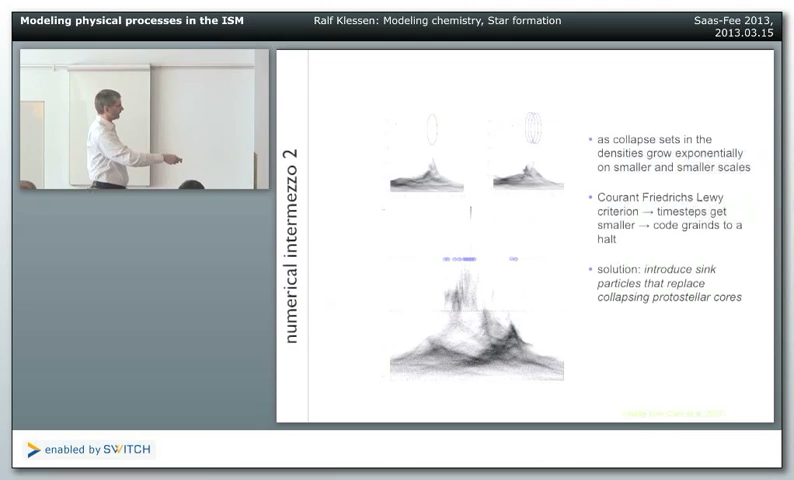 Modeling physical processes in the ISM
Ralf Klessen: Modeling chemistry, Star formation
Saas-Fee 2013,
2013.03.15
numerical intermezzo 2
• as collapse sets in the
densities grow exponentially
on smaller and smaller scales
• Courant Friedrichs Lewy
criterion → timesteps get
smaller → code grainds to a
halt
• solution: introduce sink
particles that replace
collapsing protostellar cores
enabled by SWITCH